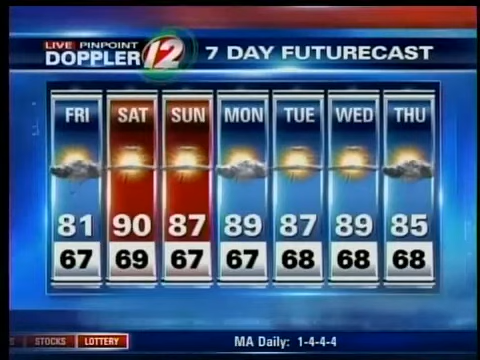 LIVE PINPOINT
DOPPLER 12
7 DAY FUTURECAST
FRI SAT SUN MON TUE WED THU
81 90 87 89 87 89 85
67 69 67 67 68 68 68
S STOCKS LOTTERY
MA Daily: 1-4-4-4